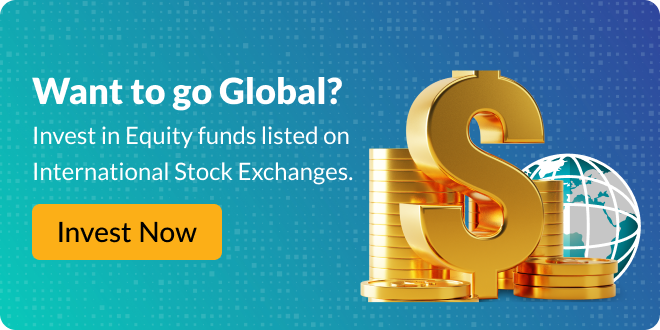 Want to go Global?
Invest in Equity funds listed on
International Stock Exchanges.
Invest Now